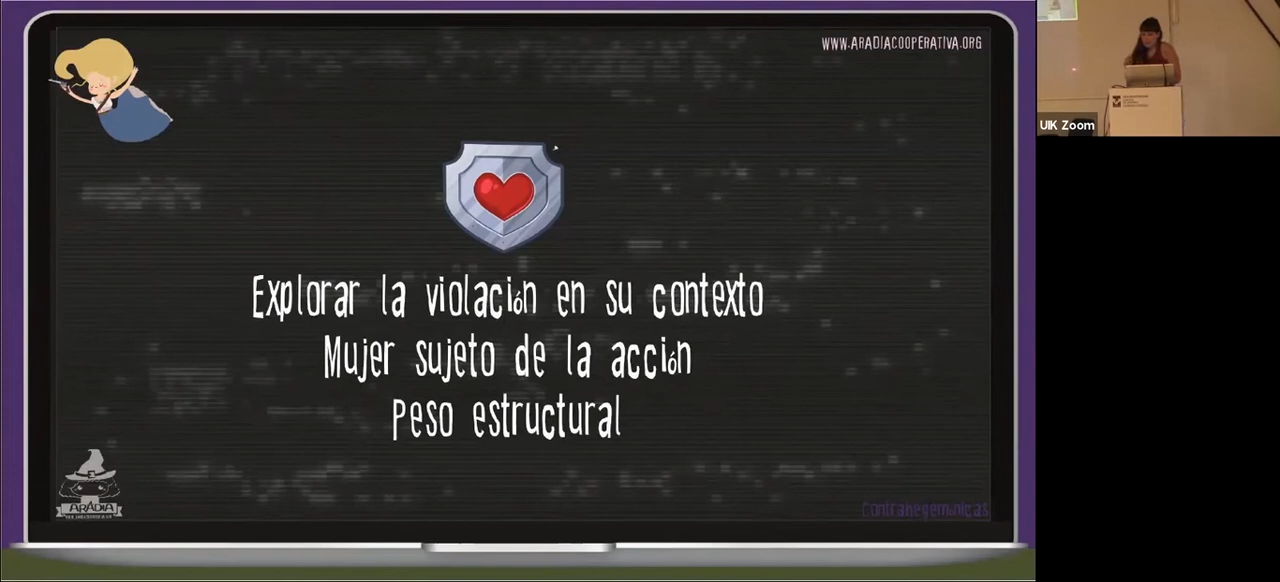 WWW.ARADIACOOPERATIVA.ORG
Explorar la violación en su contexto
Mujer sujeto de la acción
Peso estructural
ARADIA
Contrahegemónicas
UIK Zoom